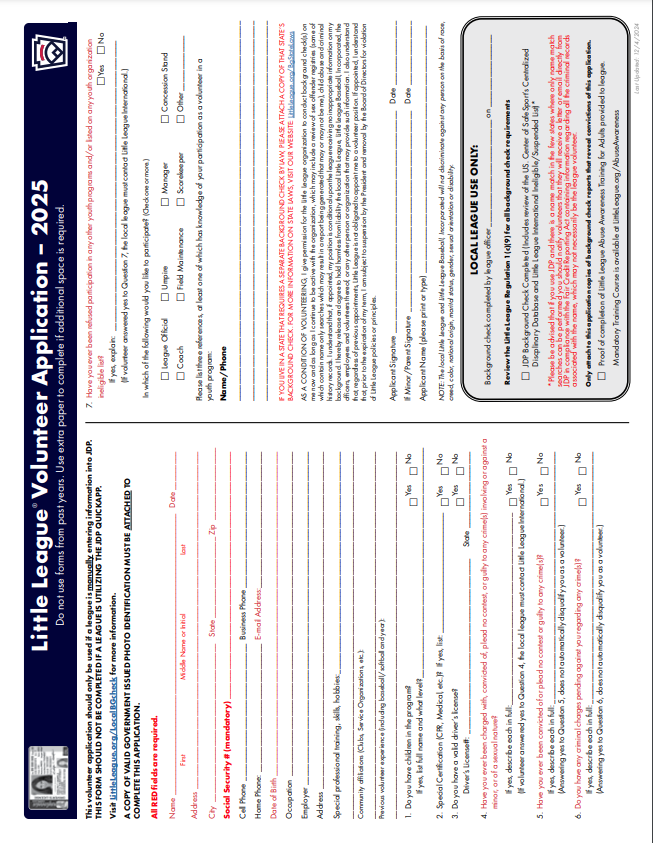 Little League® Volunteer Application – 2025
Do not use forms from past years. Use extra paper to complete if additional space is required.
This volunteer application should only be used if a league is manually entering information into JDP.
THIS FORM SHOULD NOT BE COMPLETED IF A LEAGUE IS UTILIZING THE JDP QUICKAPP.
Visit LittleLeague.org/LocalBGcheck for more information.
A COPY OF VALID GOVERNMENT ISSUED PHOTO IDENTIFICATION MUST BE ATTACHED TO
COMPLETE THIS APPLICATION.
All RED fields are required.
Name Date
First Middle Name or Initial Last
Address
City State Zip
Social Security # (mandatory)
Cell Phone Business Phone
Home Phone: E-mail Address:
Date of Birth
Occupation
Employer
Address
Special professional training, skills, hobbies:
Community affiliations (Clubs, Service Organizations, etc.):
Previous volunteer experience (including baseball/softball and year):
1. Do you have children in the program? Yes No
If yes, list full name and what level?
2. Special Certification (CPR, Medical, etc.)? If yes, list: Yes No
3. Do you have a valid driver's license? Yes No
Driver's License#: State
4. Have you ever been charged with, convicted of, plead no contest, or guilty to any crime(s) involving or against a
minor, or of a sexual nature?
If yes, describe each in full: Yes No
(If volunteer answered yes to Question 4, the local league must contact Little League International.)
5. Have you ever been convicted of or plead no contest or guilty to any crime(s)? Yes No
If yes, describe each in full:
(Answering yes to Question 5, does not automatically disqualify you as a volunteer.)
6. Do you have any criminal charges pending against you regarding any crime(s)? Yes No
If yes, describe each in full:
(Answering yes to Question 6, does not automatically disqualify you as a volunteer.)
7. Have you ever been refused participation in any other youth programs and/or listed on any youth organization
ineligible list? Yes No
If yes, explain:
(If volunteer answered yes to Question 7, the local league must contact Little League International.)
In which of the following would you like to participate? (Check one or more.)
League Official Umpire Manager Concession Stand
Coach Field Maintenance Scorekeeper Other
Please list three references, at least one of which has knowledge of your participation as a volunteer in a
youth program:
Name/Phone
IF YOU LIVE IN A STATE THAT REQUIRES A SEPARATE BACKGROUND CHECK BY LAW, PLEASE ATTACH A COPY OF THAT STATE'S
BACKGROUND CHECK. FOR MORE INFORMATION ON STATE LAWS, VISIT OUR WEBSITE: LittleLeague.org/BgStateLaws
AS A CONDITION OF VOLUNTEERING, I give permission for the Little League organization to conduct background check(s) on
me now and as long as I continue to be active with the organization, which may include a review of sex offender registries (some of
which contain name only searches which may result in a report being generated that may or may not be me), child abuse and criminal
history records. I understand that, if appointed, my position is conditional upon the league receiving no inappropriate information on my
background. I hereby release and agree to hold harmless from liability the local Little League, Little League Baseball, Incorporated, the
officers, employees and volunteers thereof, or any other person or organization that may provide such information. I also understand
that, regardless of previous appointments, Little League is not obligated to appoint me to a volunteer position. If appointed, I understand
that, prior to the expiration of my term, I am subject to suspension by the President and removal by the Board of Directors for violation
of Little League policies or principles.
Applicant Signature Date
If Minor/Parent Signature Date
Applicant Name (please print or type)
NOTE: The local Little League and Little League Baseball, Incorporated will not discriminate against any person on the basis of race,
creed, color, national origin, marital status, gender, sexual orientation or disability.
LOCAL LEAGUE USE ONLY:
Background check completed by league officer on
Review the Little League Regulation 1(c)(9) for all background check requirements
JDP Background Check Completed (Includes review of the US. Center of SafeSport's Centralized
Disciplinary Database and Little League International Ineligible/Suspended List*
*Please be advised that if you use JDP and there is a name match in the few states where only name match
searches can be performed you should notify volunteers that they will receive a letter or email directly from
JDP in compliance with the Fair Credit Reporting Act containing information regarding all the criminal records
associated with the name, which may not necessarily be the league volunteer.
Only attach to this application copies of background check reports that reveal convictions of this application.
Proof of completion of Little League Abuse Awareness Training for Adults provided to league.
Mandatory Training Course is available at LittleLeague.org/AbuseAwareness
Last Updated: 12/4/2024